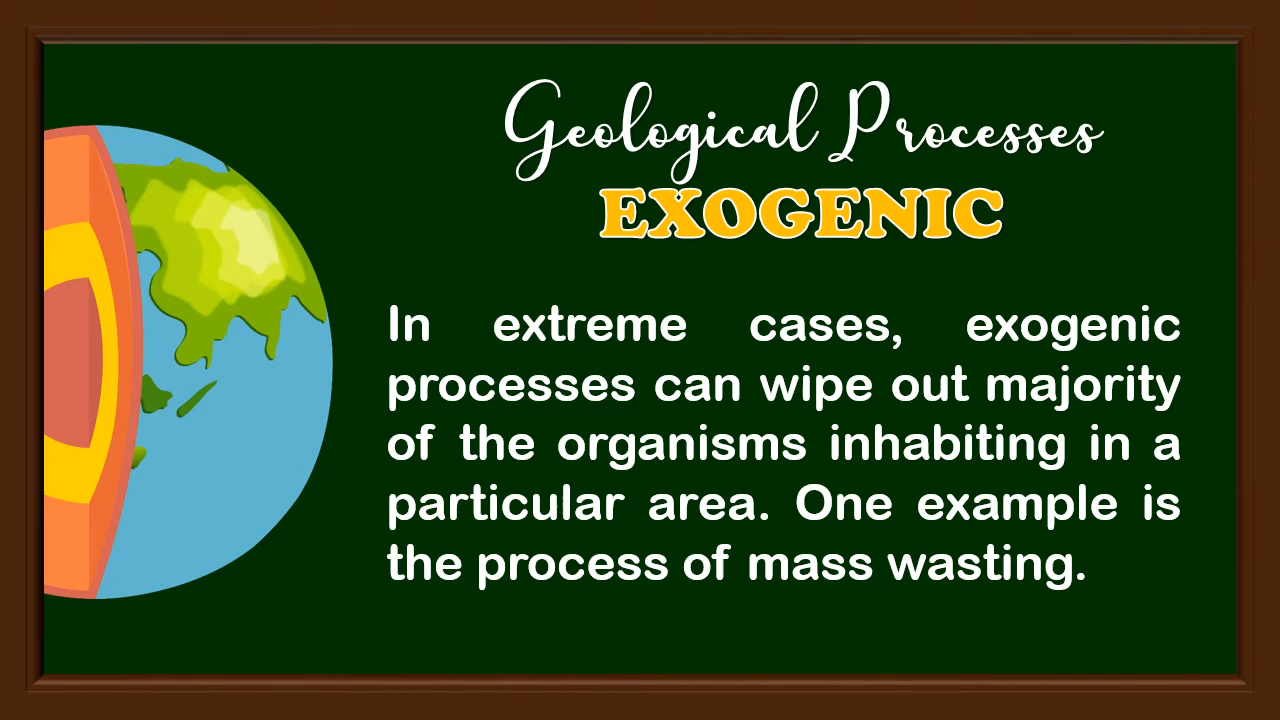 Geological Processes
EXOGENIC
In extreme cases, exogenic
processes can wipe out majority
of the organisms inhabiting in a
particular area. One example is
the process of mass wasting.